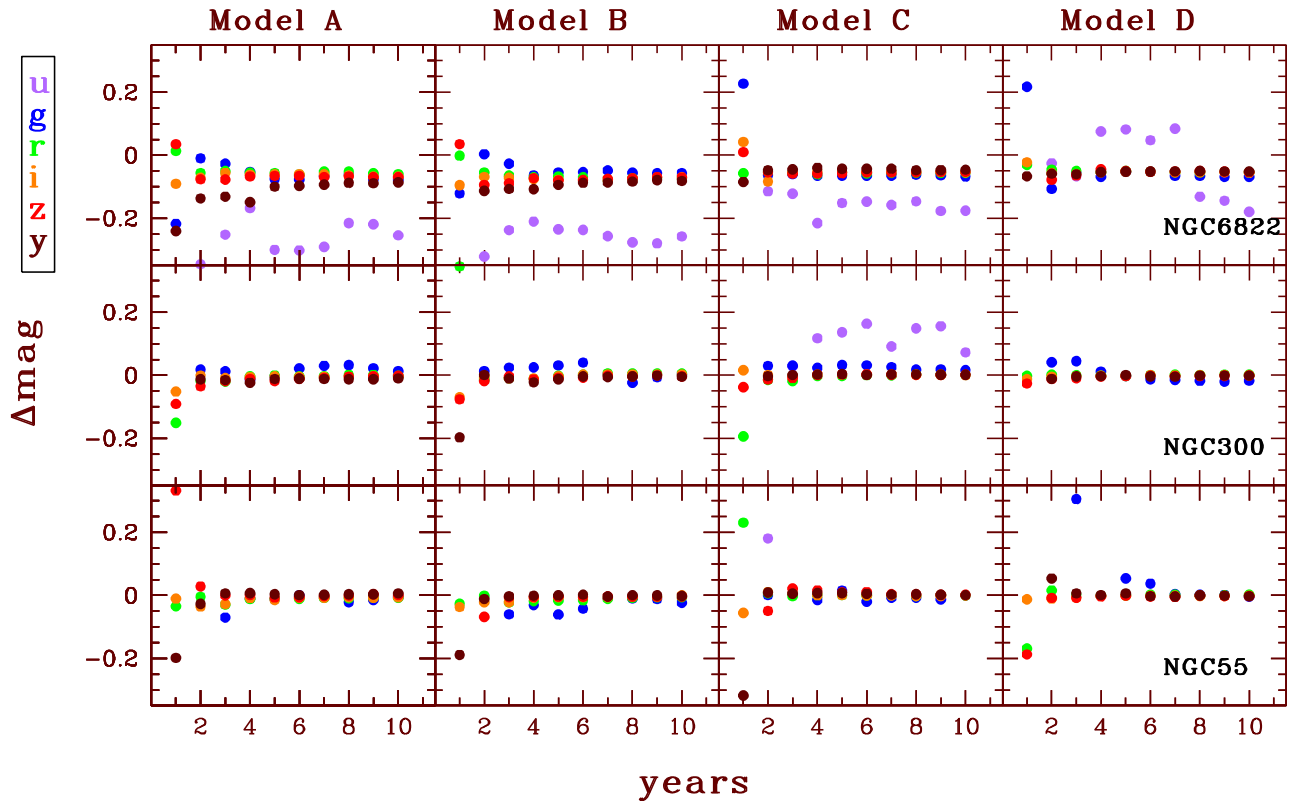 Model A Model B Model C Model D
u
g
r
i
z
y
0.2
0
-0.2
NGC6822
0.2
0
-0.2
NGC300
Δmag
0.2
0
-0.2
NGC55
2 4 6 8 10 2 4 6 8 10 2 4 6 8 10 2 4 6 8 10
years